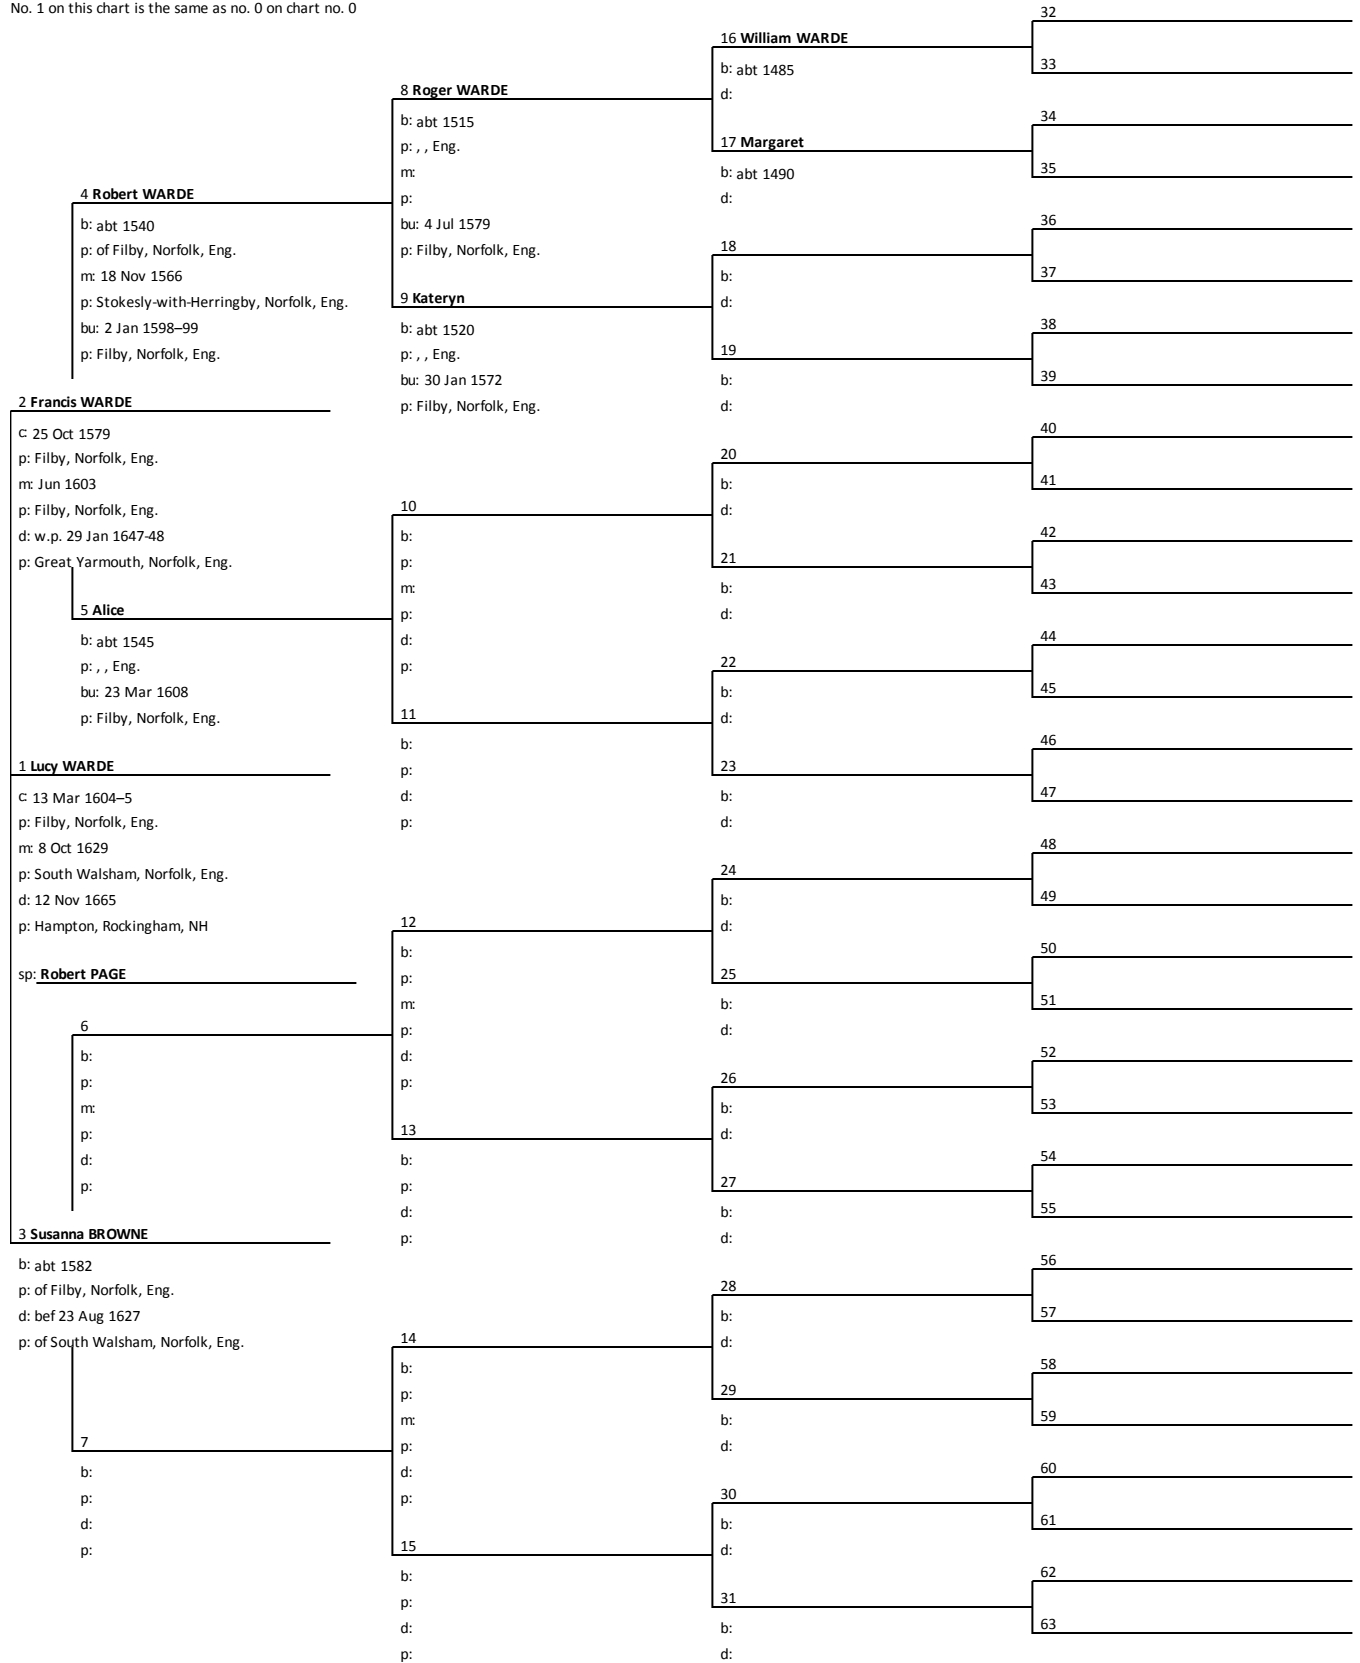 No. 1 on this chart is the same as no. 0 on chart no. 0
1 Lucy WARDE
c: 13 Mar 1604–5
p: Filby, Norfolk, Eng.
m: 8 Oct 1629
p: South Walsham, Norfolk, Eng.
d: 12 Nov 1665
p: Hampton, Rockingham, NH
sp: Robert PAGE
2 Francis WARDE
c: 25 Oct 1579
p: Filby, Norfolk, Eng.
m: Jun 1603
p: Filby, Norfolk, Eng.
d: w.p. 29 Jan 1647-48
p: Great Yarmouth, Norfolk, Eng.
3 Susanna BROWNE
b: abt 1582
p: of Filby, Norfolk, Eng.
d: bef 23 Aug 1627
p: of South Walsham, Norfolk, Eng.
4 Robert WARDE
b: abt 1540
p: of Filby, Norfolk, Eng.
m: 18 Nov 1566
p: Stokesly-with-Herringby, Norfolk, Eng.
bu: 2 Jan 1598–99
p: Filby, Norfolk, Eng.
5 Alice
b: abt 1545
p: , , Eng.
bu: 23 Mar 1608
p: Filby, Norfolk, Eng.
6
b:
p:
m:
p:
d:
p:
7
b:
p:
d:
p:
8 Roger WARDE
b: abt 1515
p: , , Eng.
m:
p:
bu: 4 Jul 1579
p: Filby, Norfolk, Eng.
9 Kateryn
b: abt 1520
p: , , Eng.
bu: 30 Jan 1572
p: Filby, Norfolk, Eng.
10
b:
p:
m:
p:
d:
p:
11
b:
p:
d:
p:
12
b:
p:
m:
p:
d:
p:
13
b:
p:
d:
p:
14
b:
p:
m:
p:
d:
p:
15
b:
p:
d:
p:
16 William WARDE
b: abt 1485
d:
17 Margaret
b: abt 1490
d:
18
b:
d:
19
b:
d:
20
b:
d:
21
b:
d:
22
b:
d:
23
b:
d:
24
b:
d:
25
b:
d:
26
b:
d:
27
b:
d:
28
b:
d:
29
b:
d:
30
b:
d:
31
b:
d:
32
33
34
35
36
37
38
39
40
41
42
43
44
45
46
47
48
49
50
51
52
53
54
55
56
57
58
59
60
61
62
63